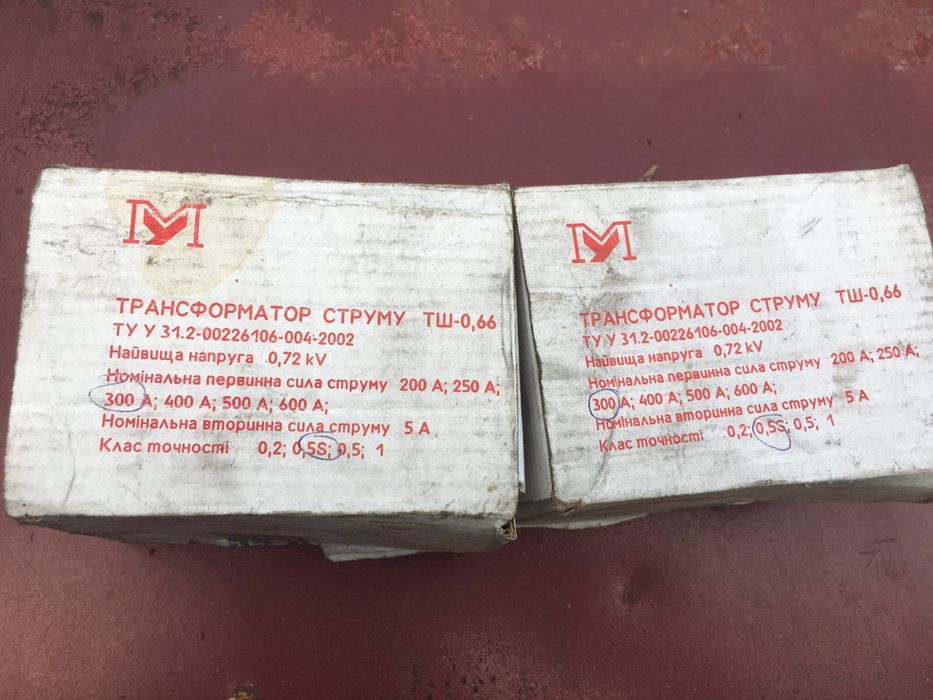 ТРАНСФОРМАТОР СТРУМУ ТШ-0,66
ТУ У 31.2-00226106-004-2002
Найвища напруга 0,72 kV
Номінальна первинна сила струму 200 А; 250 А;
300 А; 400 А; 500 А; 600 А;
Номінальна вторинна сила струму 5 А
Клас точності 0,2; 0,5S; 0,5; 1
ТРАНСФОРМАТОР СТРУМУ ТШ-0,66
ТУ У 31.2-00226106-004-2002
Найвища напруга 0,72 kV
Номінальна первинна сила струму 200 А; 250 А;
300 А; 400 А; 500 А; 600 А;
Номінальна вторинна сила струму 5 А
Клас точності 0,2; 0,5S; 0,5; 1